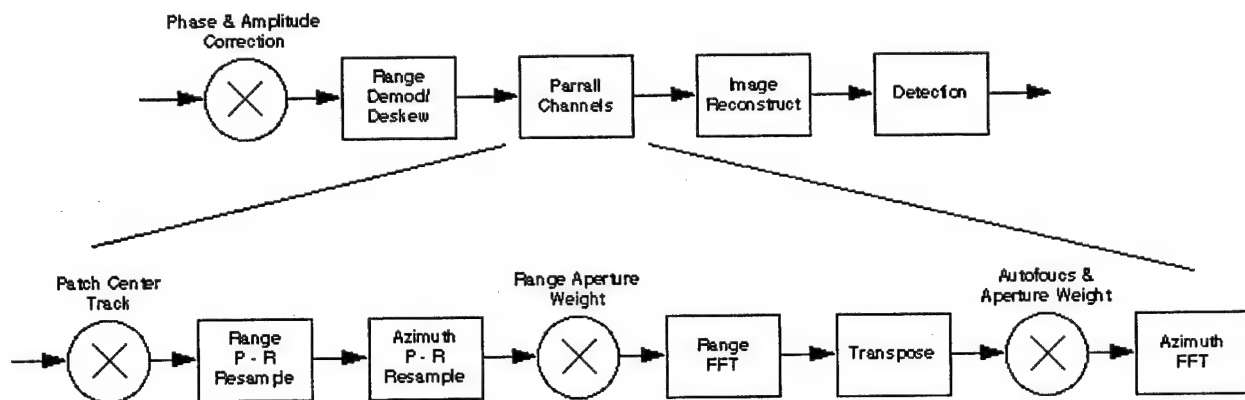 Phase & Amplitude
Correction
Range
Demod/
Deskew
Parrall
Channels
Image
Reconstruct
Detection
Patch Center
Track
Range
P - R
Resample
Azimuth
P - R
Resample
Range Aperture
Weight
Range
FFT
Transpose
Autofoucs &
Aperture Weight
Azimuth
FFT